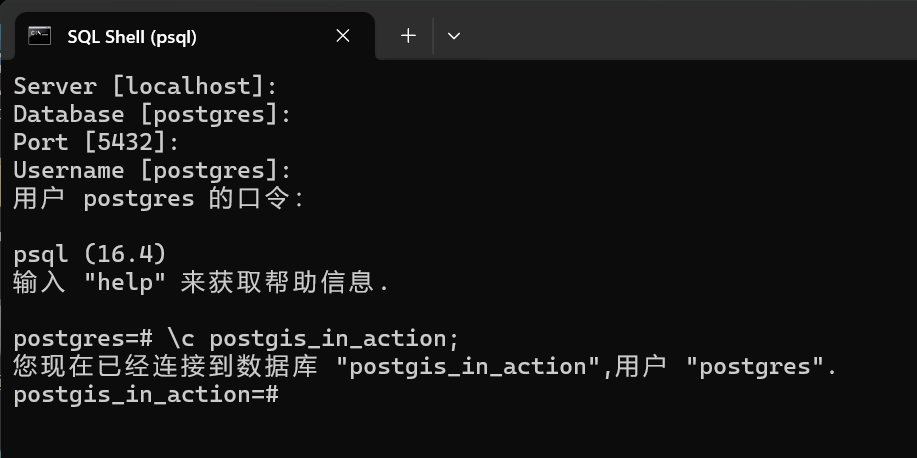 SQL Shell (psql)
Server [localhost]:
Database [postgres]:
Port [5432]:
Username [postgres]:
用户 postgres 的口令:
psql (16.4)
输入 "help" 来获取帮助信息.
postgres=# \c postgis_in_action;
您现在已经连接到数据库 "postgis_in_action",用户 "postgres".
postgis_in_action=#